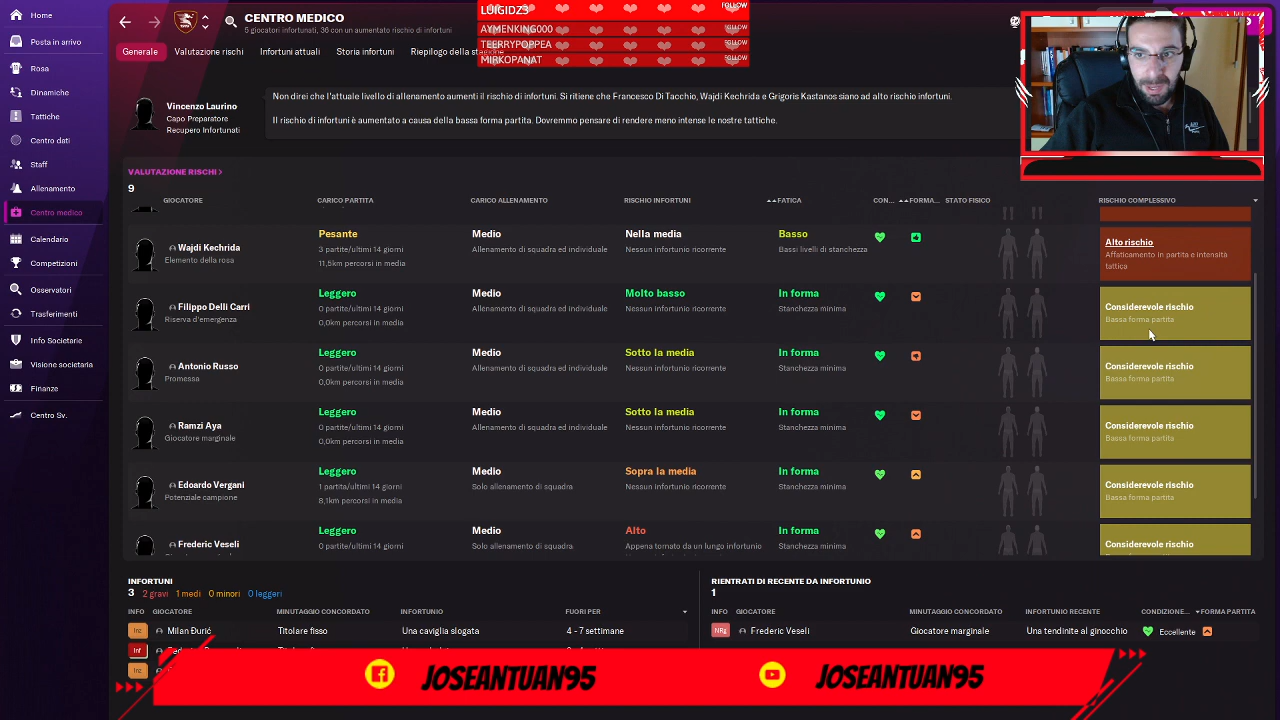 Home
Posta in arrivo
Rosa
Dinamiche
Tattiche
Centro dati
Staff
Allenamento
Centro medico
Calendario
Competizioni
Osservatori
Trasferimenti
Info Societarie
Visione societaria
Finanze
Centro Sv.
CENTRO MEDICO
5 giocatori infortunati, 36 con un aumentato rischio di infortuni
Generale Valutazione rischi Infortuni attuali Storia infortuni Riepilogo della
LUIGIDZ3 FOLLOW
AYMENKING000 FOLLOW
TEERRYPOPPEA FOLLOW
MIRKOPANAT FOLLOW
Vincenzo Laurino
Capo Preparatore
Recupero Infortunati
Non direi che l'attuale livello di allenamento aumenti il rischio di infortuni. Si ritiene che Francesco Di Tacchio, Wajdi Kechrida e Grigoris Kastanos siano ad alto rischio infortuni.
Il rischio di infortuni è aumentato a causa della bassa forma partita. Dovremmo pensare di rendere meno intense le nostre tattiche.
VALUTAZIONE RISCHI >
9
GIOCATORE CARICO PARTITA CARICO ALLENAMENTO RISCHIO INFORTUNI FATICA CON... FORMA... STATO FISICO RISCHIO COMPLESSIVO
Wajdi Kechrida
Elemento della rosa
Pesante
3 partite/ultimi 14 giorni
11,5km percorsi in media
Medio
Allenamento di squadra ed individuale
Nella media
Nessun infortunio ricorrente
Basso
Bassi livelli di stanchezza
Alto rischio
Affaticamento in partita e intensità
tattica
Filippo Delli Carri
Riserva d'emergenza
Leggero
0 partite/ultimi 14 giorni
0,0km percorsi in media
Medio
Allenamento di squadra ed individuale
Molto basso
Nessun infortunio ricorrente
In forma
Stanchezza minima
Considerevole rischio
Bassa forma partita
Antonio Russo
Promessa
Leggero
0 partite/ultimi 14 giorni
0,0km percorsi in media
Medio
Allenamento di squadra ed individuale
Sotto la media
Nessun infortunio ricorrente
In forma
Stanchezza minima
Considerevole rischio
Bassa forma partita
Ramzi Aya
Giocatore marginale
Leggero
0 partite/ultimi 14 giorni
0,0km percorsi in media
Medio
Allenamento di squadra ed individuale
Sotto la media
Nessun infortunio ricorrente
In forma
Stanchezza minima
Considerevole rischio
Bassa forma partita
Edoardo Vergani
Potenziale campione
Leggero
1 partita/ultimi 14 giorni
8,1km percorsi in media
Medio
Solo allenamento di squadra
Sopra la media
Nessun infortunio ricorrente
In forma
Stanchezza minima
Considerevole rischio
Bassa forma partita
Frederic Veseli
Leggero
0 partite/ultimi 14 giorni
Medio
Solo allenamento di squadra
Alto
Appena tornato da un lungo infortunio
In forma
Stanchezza minima
Considerevole rischio
INFORTUNI
3 2 gravi 1 medi 0 minori 0 leggeri
INFO GIOCATORE MINUTAGGIO CONCORDATO INFORTUNIO FUORI PER
Inz Milan Đurić Titolare fisso Una caviglia slogata 4 - 7 settimane
Inf
Inz
RIENTRATI DI RECENTE DA INFORTUNIO
1
INFO GIOCATORE MINUTAGGIO CONCORDATO INFORTUNIO RECENTE CONDIZIONE... FORMA PARTITA
NRg Frederic Veseli Giocatore marginale Una tendinite al ginocchio Eccellente
JOSEANTUAN95 JOSEANTUAN95